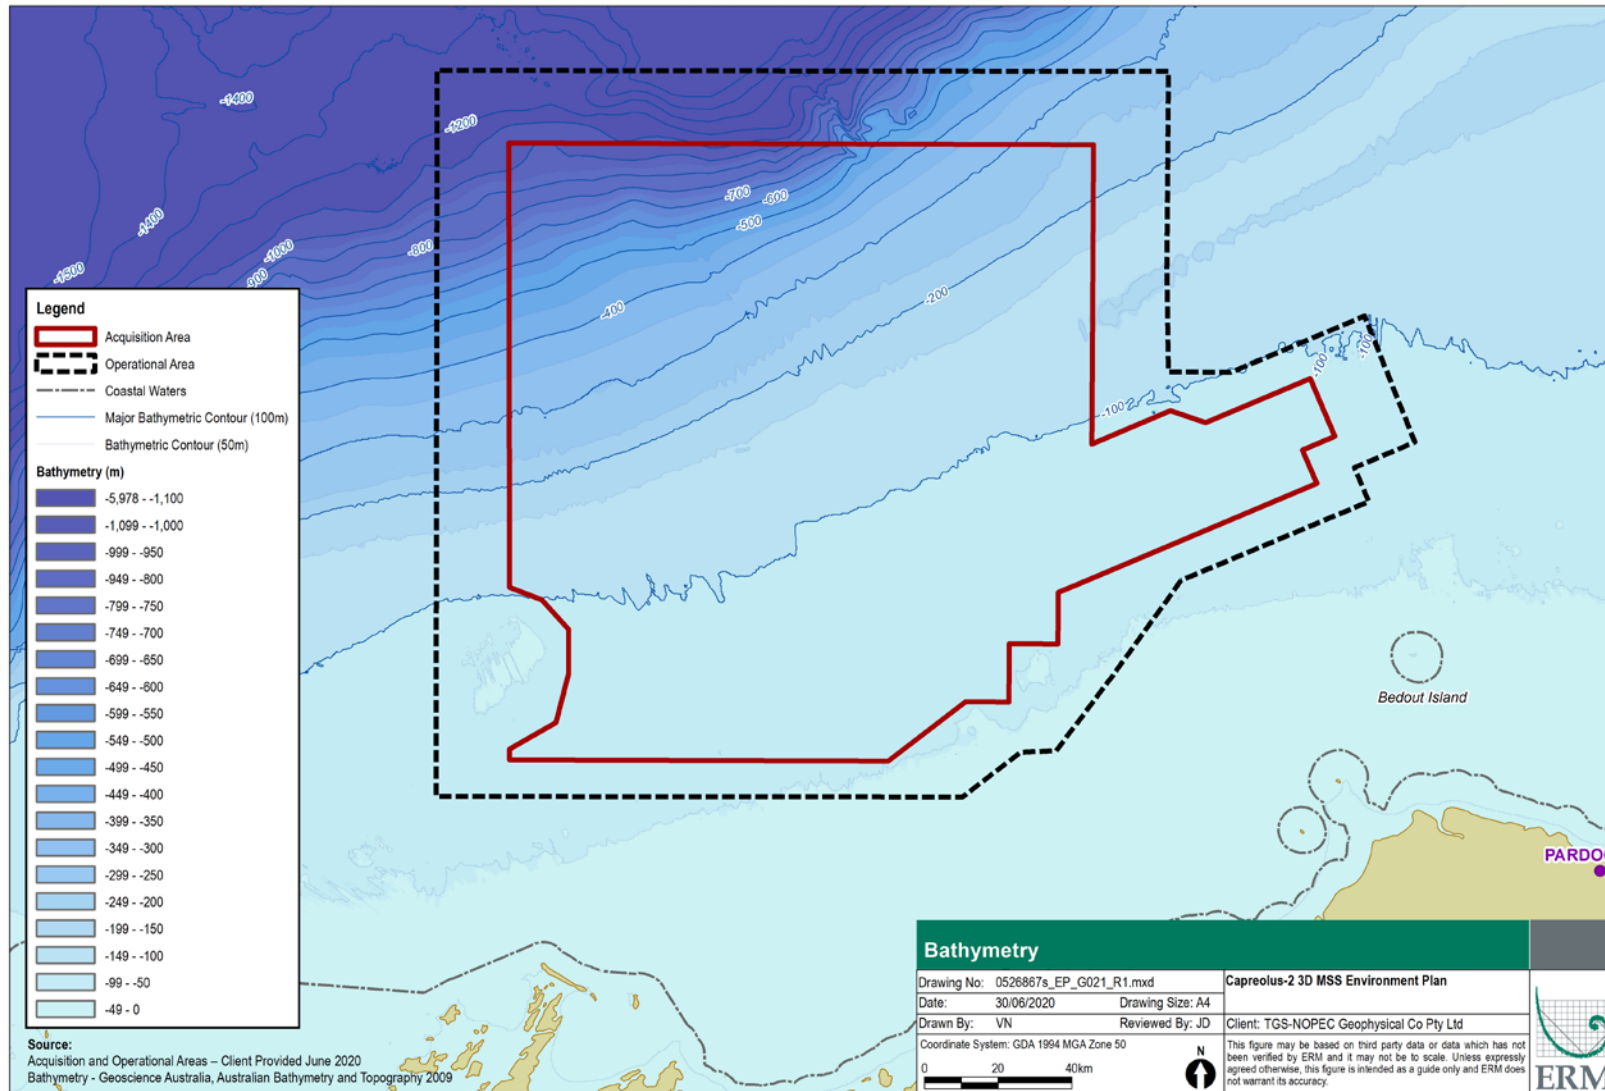 -1400
-1200
-1400
-1500
-1000
-900
-800
-700
-600
-500
-400
-200
-100
-100
-100
Legend
Acquisition Area
Operational Area
Coastal Waters
Major Bathymetric Contour (100m)
Bathymetric Contour (50m)
Bathymetry (m)
-5,978 - -1,100
-1,099 - -1,000
-999 - -950
-949 - -800
-799 - -750
-749 - -700
-699 - -650
-649 - -600
-599 - -550
-549 - -500
-499 - -450
-449 - -400
-399 - -350
-349 - -300
-299 - -250
-249 - -200
-199 - -150
-149 - -100
-99 - -50
-49 - 0
Bedout Island
PARDOO
Source:
Acquisition and Operational Areas – Client Provided June 2020
Bathymetry - Geoscience Australia, Australian Bathymetry and Topography 2009
Bathymetry
Drawing No: 0526867s_EP_G021_R1.mxd
Capreolus-2 3D MSS Environment Plan
Date: 30/06/2020 Drawing Size: A4
Drawn By: VN Reviewed By: JD
Client: TGS-NOPEC Geophysical Co Pty Ltd
Coordinate System: GDA 1994 MGA Zone 50
0 20 40km
N
This figure may be based on third party data or data which has not
been verified by ERM and it may not be to scale. Unless expressly
agreed otherwise, this figure is intended as a guide only and ERM does
not warrant its accuracy.
ERM